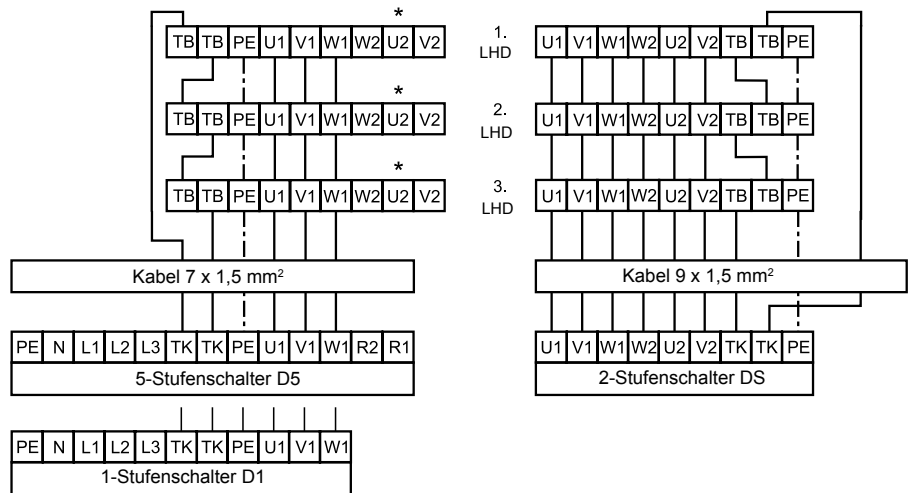 *
TB TB PE U1 V1 W1 W2 U2 V2
1.
LHD
U1 V1 W1 W2 U2 V2 TB TB PE
*
TB TB PE U1 V1 W1 W2 U2 V2
2.
LHD
U1 V1 W1 W2 U2 V2 TB TB PE
*
TB TB PE U1 V1 W1 W2 U2 V2
3.
LHD
U1 V1 W1 W2 U2 V2 TB TB PE
Kabel 7 x 1,5 mm²
Kabel 9 x 1,5 mm²
PE N L1 L2 L3 TK TK PE U1 V1 W1 R2 R1
5-Stufenschalter D5
U1 V1 W1 W2 U2 V2 TK TK PE
2-Stufenschalter DS
PE N L1 L2 L3 TK TK PE U1 V1 W1
1-Stufenschalter D1